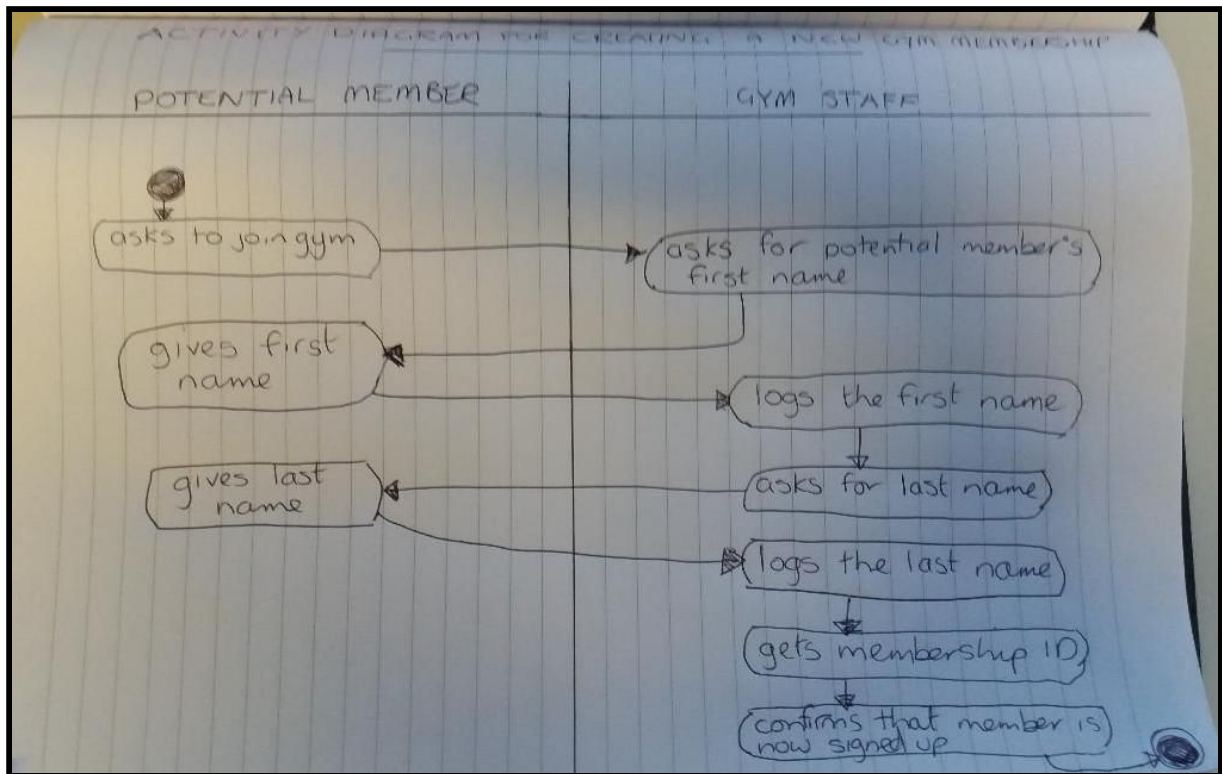 ACTIVITY DIAGRAM FOR CREATING A NEW GYM MEMBERSHIP
POTENTIAL MEMBER
GYM STAFF
asks to join gym
asks for potential member's
first name
gives first
name
logs the first name
asks for last name
gives last
name
logs the last name
gets membership ID
confirms that member is
now signed up